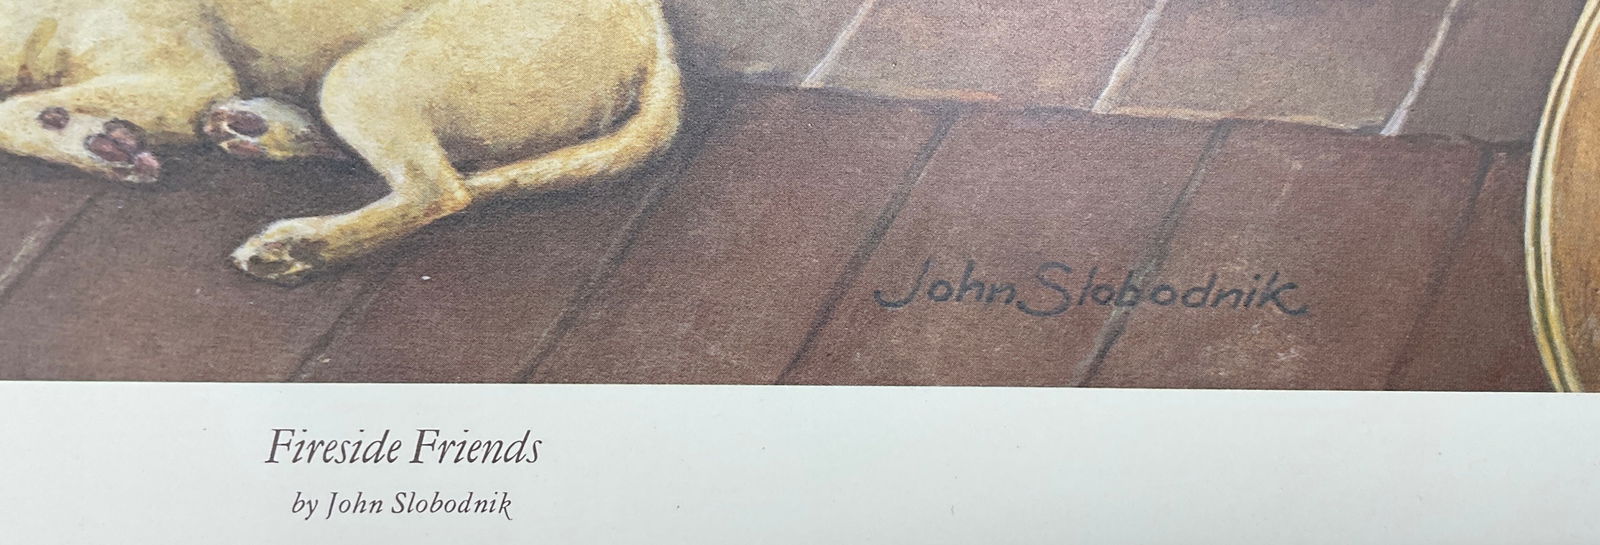 John Slobodnik
Fireside Friends
by John Slobodnik